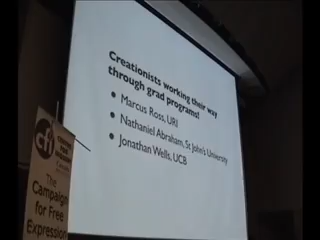 Creationists working their way
through grad programs!
• Marcus Ross, URI
• Nathaniel Abraham, St John's University
• Jonathan Wells, UCB
cfi
The
Campaign
for Free
Expression